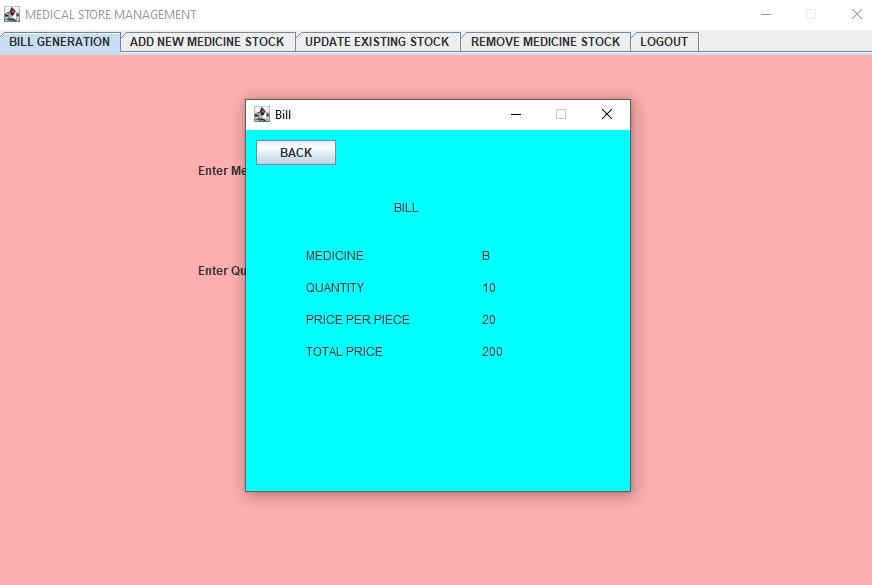 MEDICAL STORE MANAGEMENT
BILL GENERATION ADD NEW MEDICINE STOCK UPDATE EXISTING STOCK REMOVE MEDICINE STOCK LOGOUT
Bill
BACK
Enter Me
BILL
MEDICINE B
Enter Qu
QUANTITY 10
PRICE PER PIECE 20
TOTAL PRICE 200